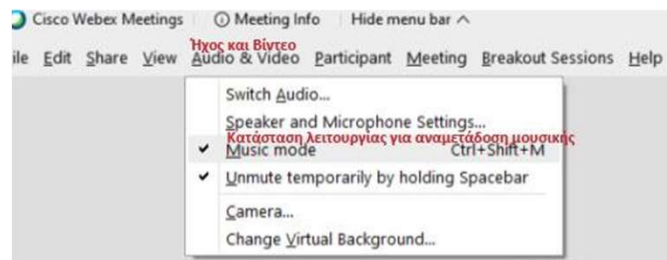 Cisco Webex Meetings Meeting Info Hide menu bar
Ήχος και Βίντεο
ile Edit Share View Audio & Video Participant Meeting Breakout Sessions Help
Switch Audio...
Speaker and Microphone Settings...
Κατάσταση λειτουργίας για αναμετάδοση μουσικής
Music mode Ctrl+Shift+M
Unmute temporarily by holding Spacebar
Camera...
Change Virtual Background...